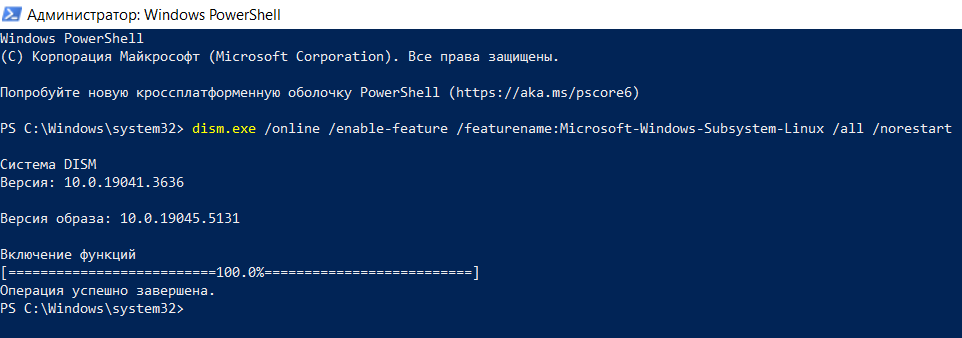 Администратор: Windows PowerShell
Windows PowerShell
(C) Корпорация Майкрософт (Microsoft Corporation). Все права защищены.
Попробуйте новую кроссплатформенную оболочку PowerShell (https://aka.ms/pscore6)
PS C:\Windows\system32> dism.exe /online /enable-feature /featurename:Microsoft-Windows-Subsystem-Linux /all /norestart
Cистема DISM
Версия: 10.0.19041.3636
Версия образа: 10.0.19045.5131
Включение функций
[==========================100.0%==========================]
Операция успешно завершена.
PS C:\Windows\system32>